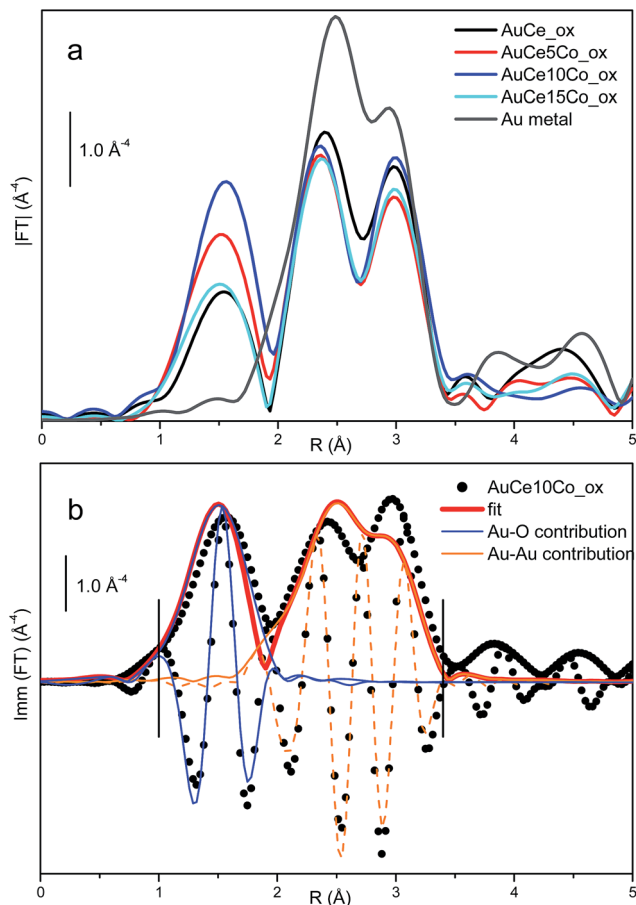 a
AuCe_ox
AuCe5Co_ox
AuCe10Co_ox
AuCe15Co_ox
Au metal
1.0 Å⁻⁴
|FT| (Å⁻⁴)
0 1 2 3 4 5
R (Å)
b
AuCe10Co_ox
fit
Au-O contribution
Au-Au contribution
1.0 Å⁻⁴
Imm (FT) (Å⁻⁴)
0 1 2 3 4 5
R (Å)